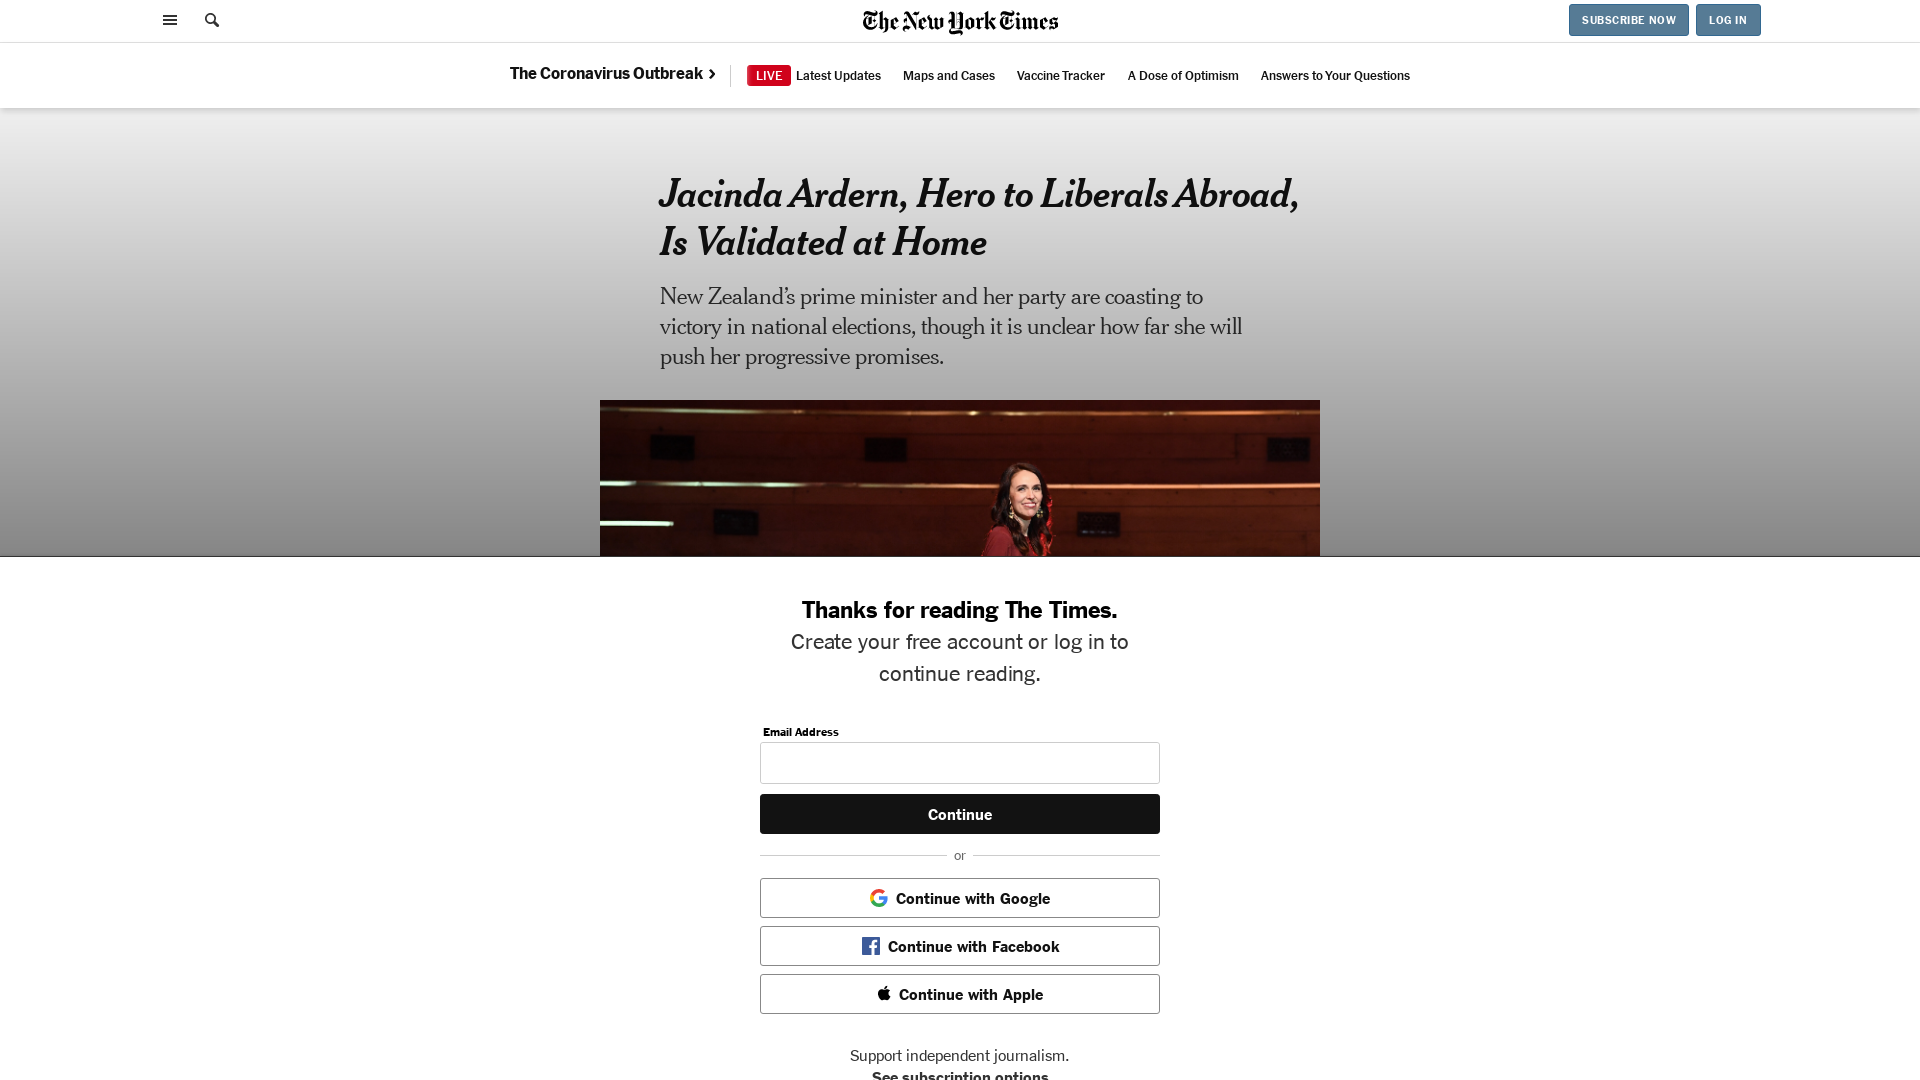 The New York Times
SUBSCRIBE NOW
LOG IN
The Coronavirus Outbreak ›
LIVE Latest Updates
Maps and Cases
Vaccine Tracker
A Dose of Optimism
Answers to Your Questions
Jacinda Ardern, Hero to Liberals Abroad,
Is Validated at Home
New Zealand’s prime minister and her party are coasting to
victory in national elections, though it is unclear how far she will
push her progressive promises.
Thanks for reading The Times.
Create your free account or log in to
continue reading.
Email Address
Continue
or
Continue with Google
Continue with Facebook
Continue with Apple
Support independent journalism.
See subscription options